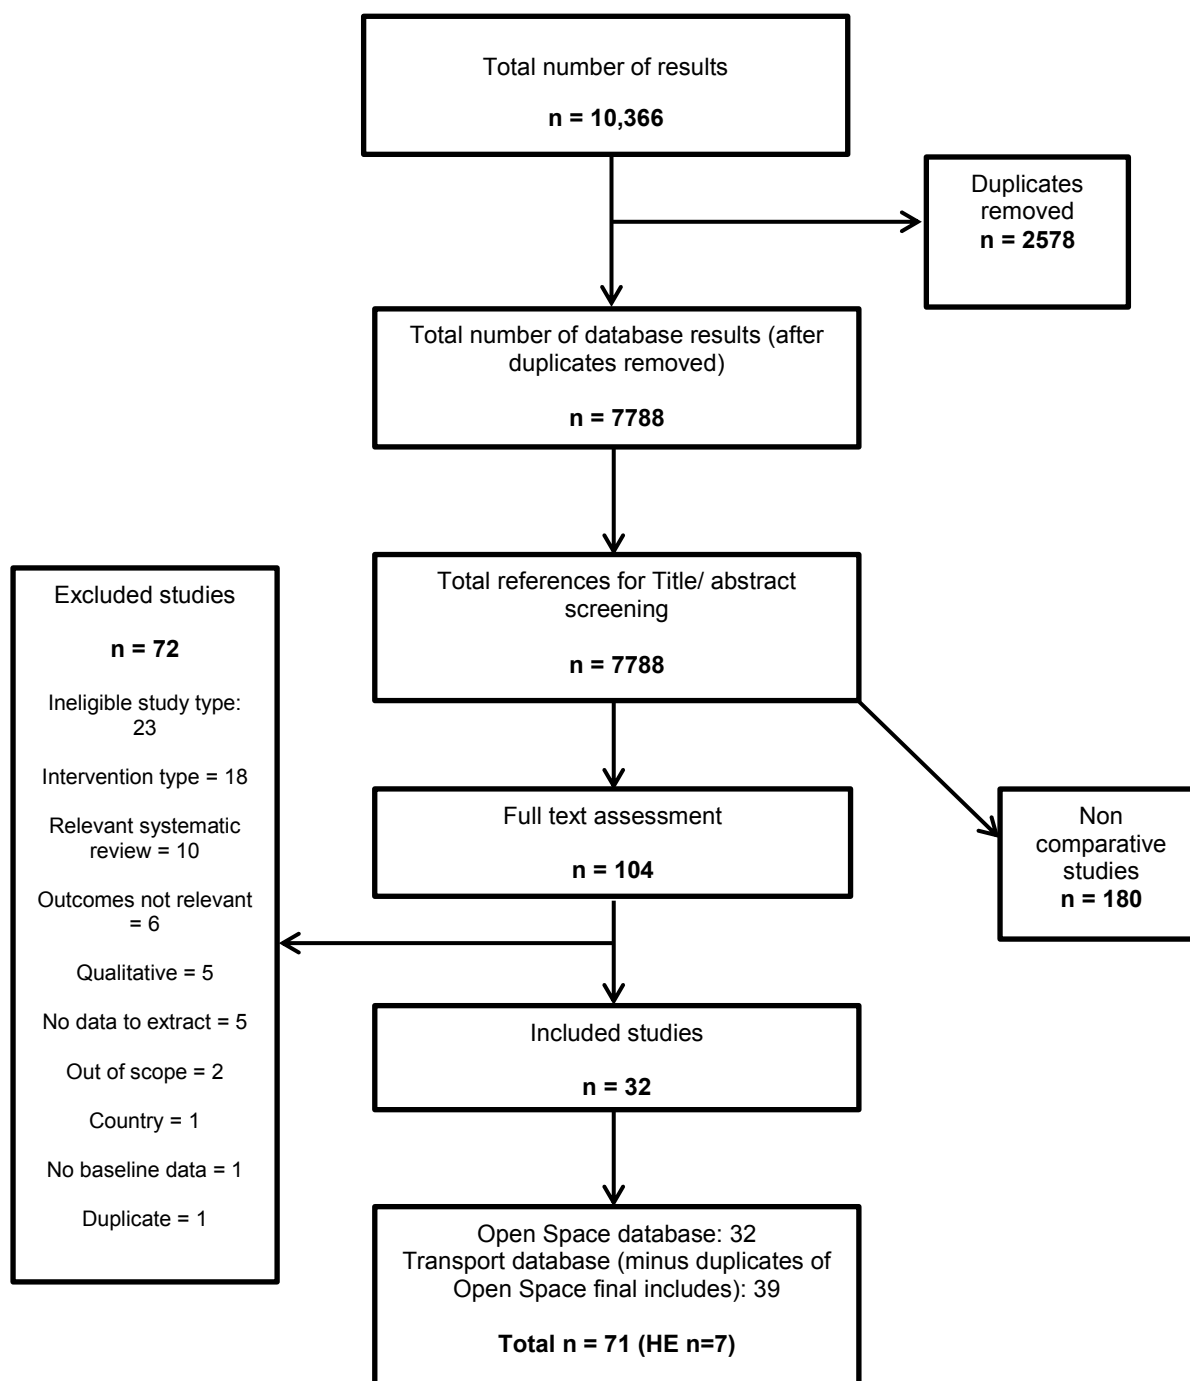 Total number of results
n = 10,366
Duplicates
removed
n = 2578
Total number of database results (after
duplicates removed)
n = 7788
Total references for Title/ abstract
screening
n = 7788
Non
comparative
studies
n = 180
Full text assessment
n = 104
Excluded studies
n = 72
Ineligible study type:
23
Intervention type = 18
Relevant systematic
review = 10
Outcomes not relevant
= 6
Qualitative = 5
No data to extract = 5
Out of scope = 2
Country = 1
No baseline data = 1
Duplicate = 1
Included studies
n = 32
Open Space database: 32
Transport database (minus duplicates of
Open Space final includes): 39
Total n = 71 (HE n=7)